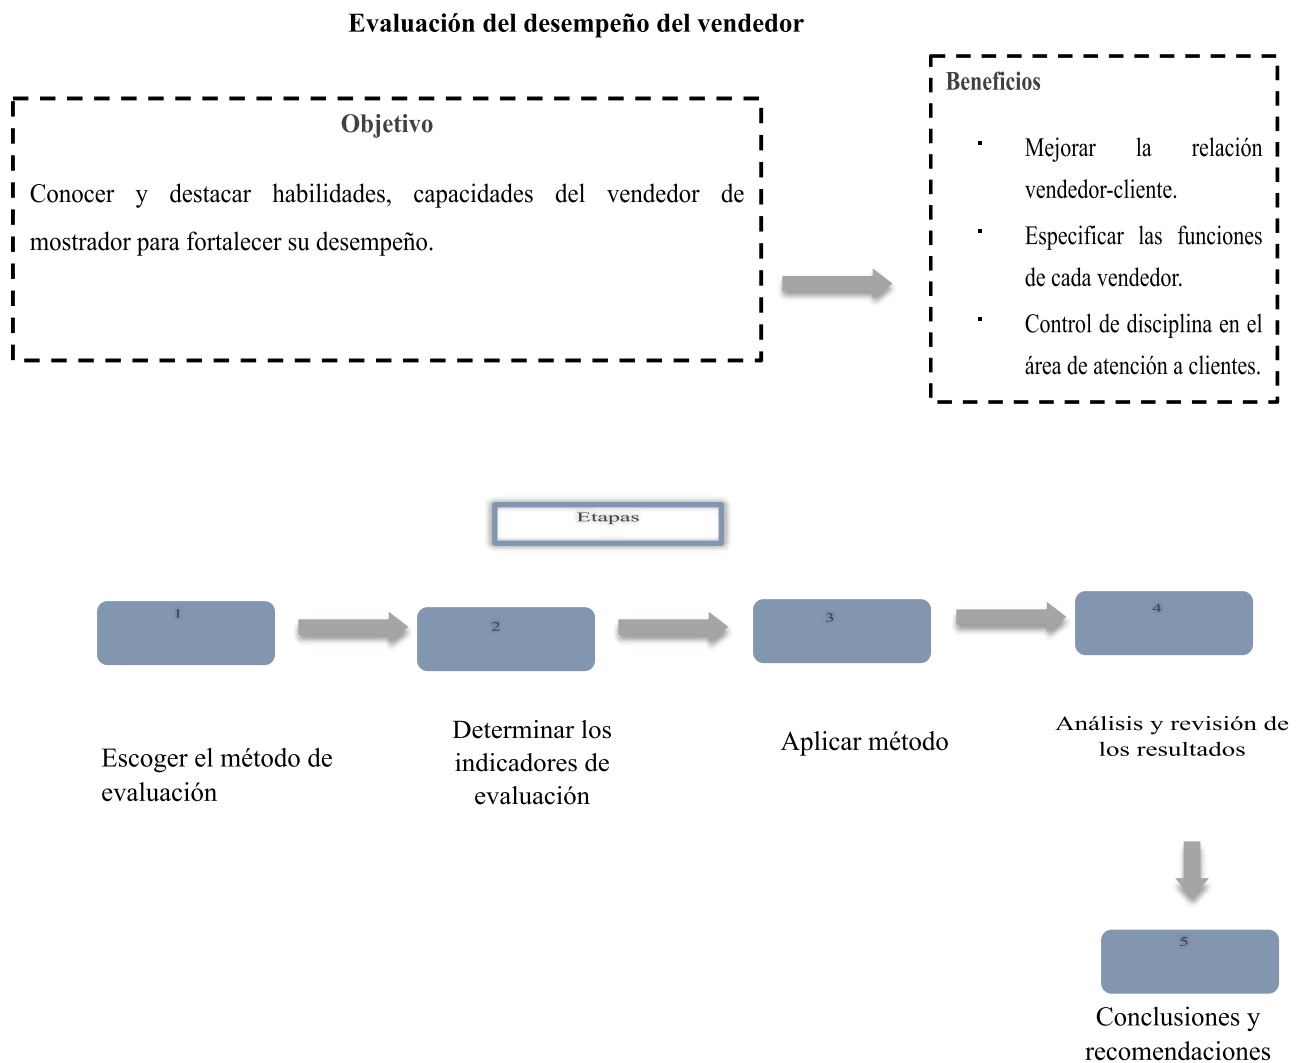 Evaluación del desempeño del vendedor
Objetivo
Conocer y destacar habilidades, capacidades del vendedor de
mostrador para fortalecer su desempeño.
Beneficios
▪ Mejorar la relación
vendedor-cliente.
▪ Especificar las funciones
de cada vendedor.
▪ Control de disciplina en el
área de atención a clientes.
Etapas
1
2
3
4
Escoger el método de
evaluación
Determinar los
indicadores de
evaluación
Aplicar método
Análisis y revisión de
los resultados
5
Conclusiones y
recomendaciones